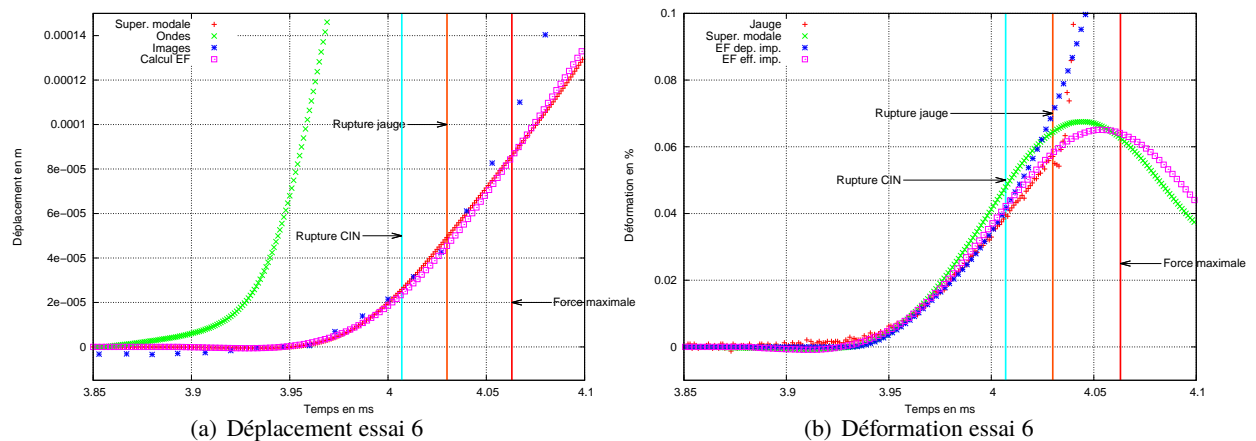 Super. modale
Ondes
Images
Calcul EF
0.00014
0.00012
0.0001
8e-005
6e-005
4e-005
2e-005
0
Déplacement en m
Rupture jauge
Rupture CIN
Force maximale
3.85
3.9
3.95
4
4.05
4.1
Temps en ms
(a) Déplacement essai 6
Jauge
Super. modale
EF dep. imp.
EF eff. imp.
0.1
0.08
0.06
0.04
0.02
0
Déformation en %
Rupture jauge
Rupture CIN
Force maximale
3.85
3.9
3.95
4
4.05
4.1
Temps en ms
(b) Déformation essai 6